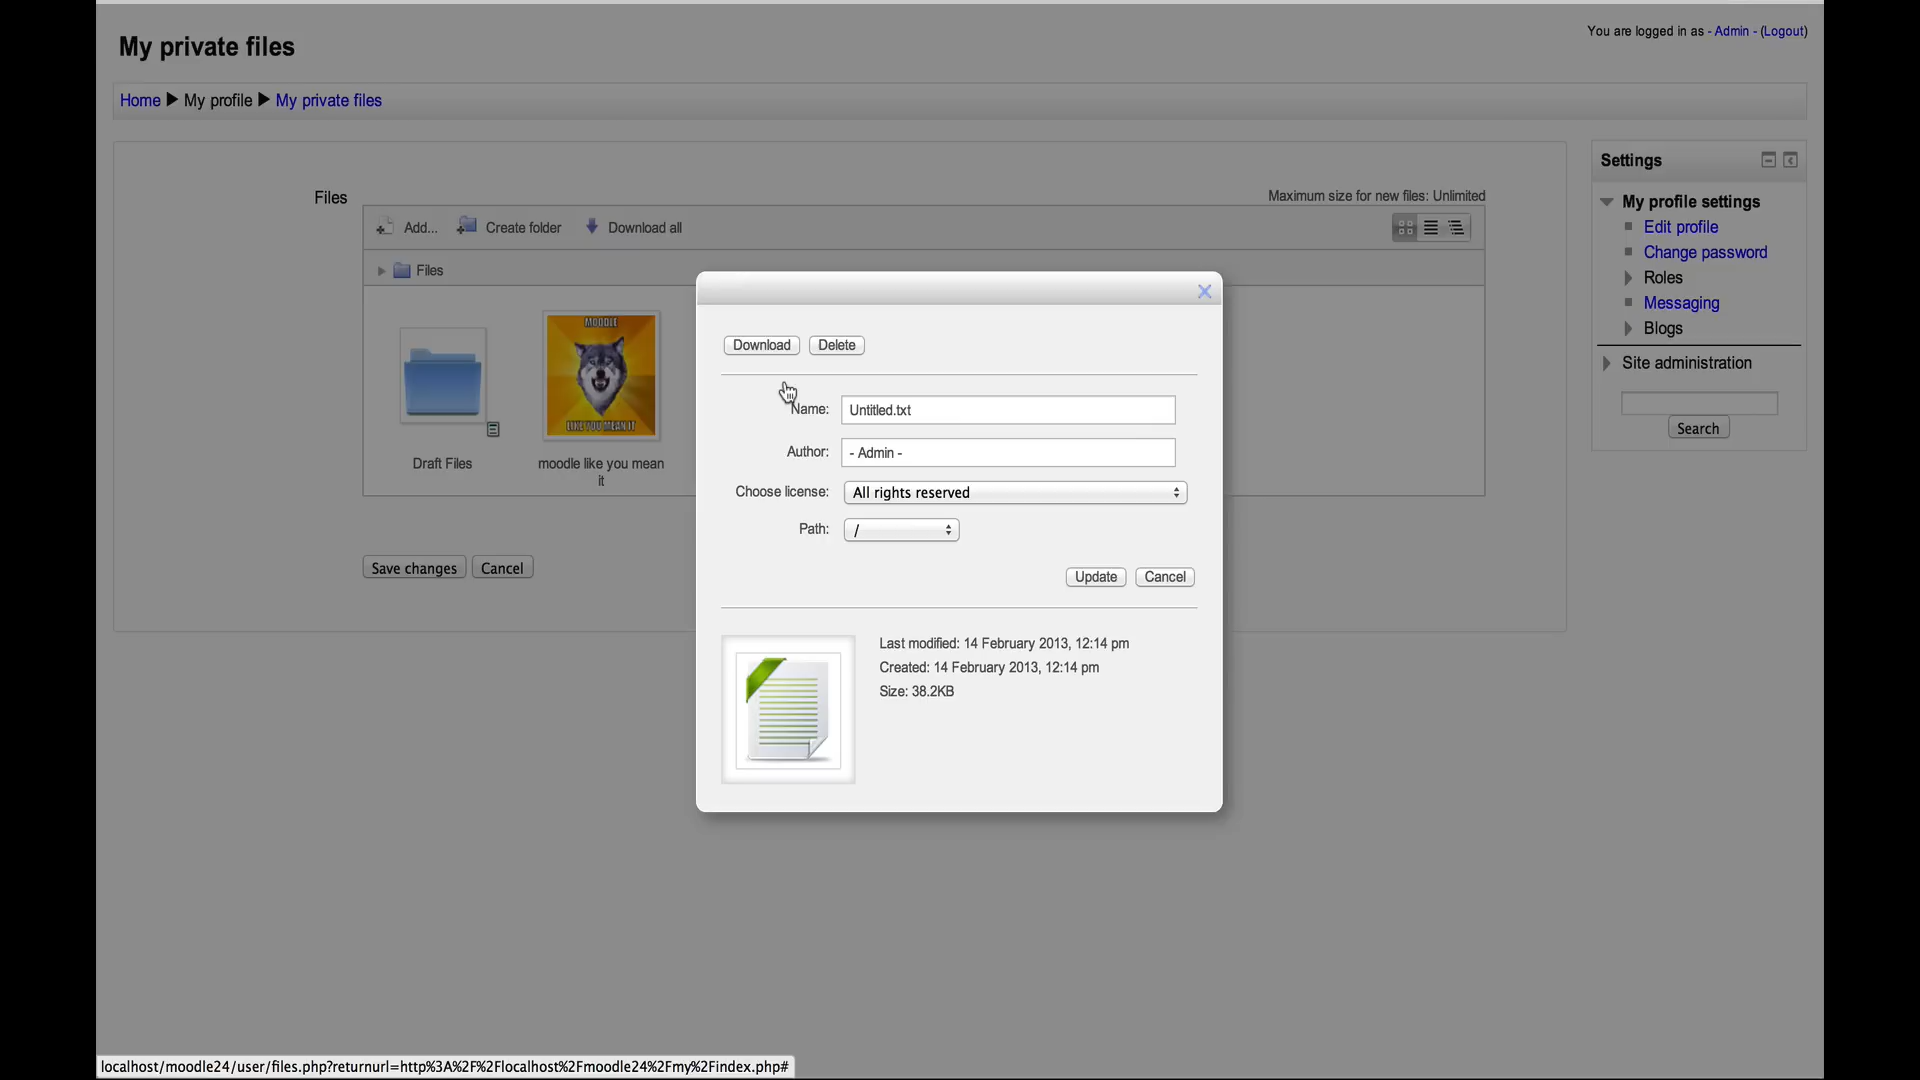 My private files
You are logged in as - Admin - (Logout)
Home My profile My private files
Files
Maximum size for new files: Unlimited
Add... Create folder Download all
Files
MOODLE
LIKE YOU MEAN IT
Draft Files
moodle like you mean
it
Save changes Cancel
Download Delete
Name: Untitled.txt
Author: - Admin -
Choose license: All rights reserved
Path: /
Update Cancel
Last modified: 14 February 2013, 12:14 pm
Created: 14 February 2013, 12:14 pm
Size: 38.2KB
Settings
My profile settings
Edit profile
Change password
Roles
Messaging
Blogs
Site administration
Search
localhost/moodle24/user/files.php?returnurl=http%3A%2F%2Flocalhost%2Fmoodle24%2Fmy%2Findex.php#